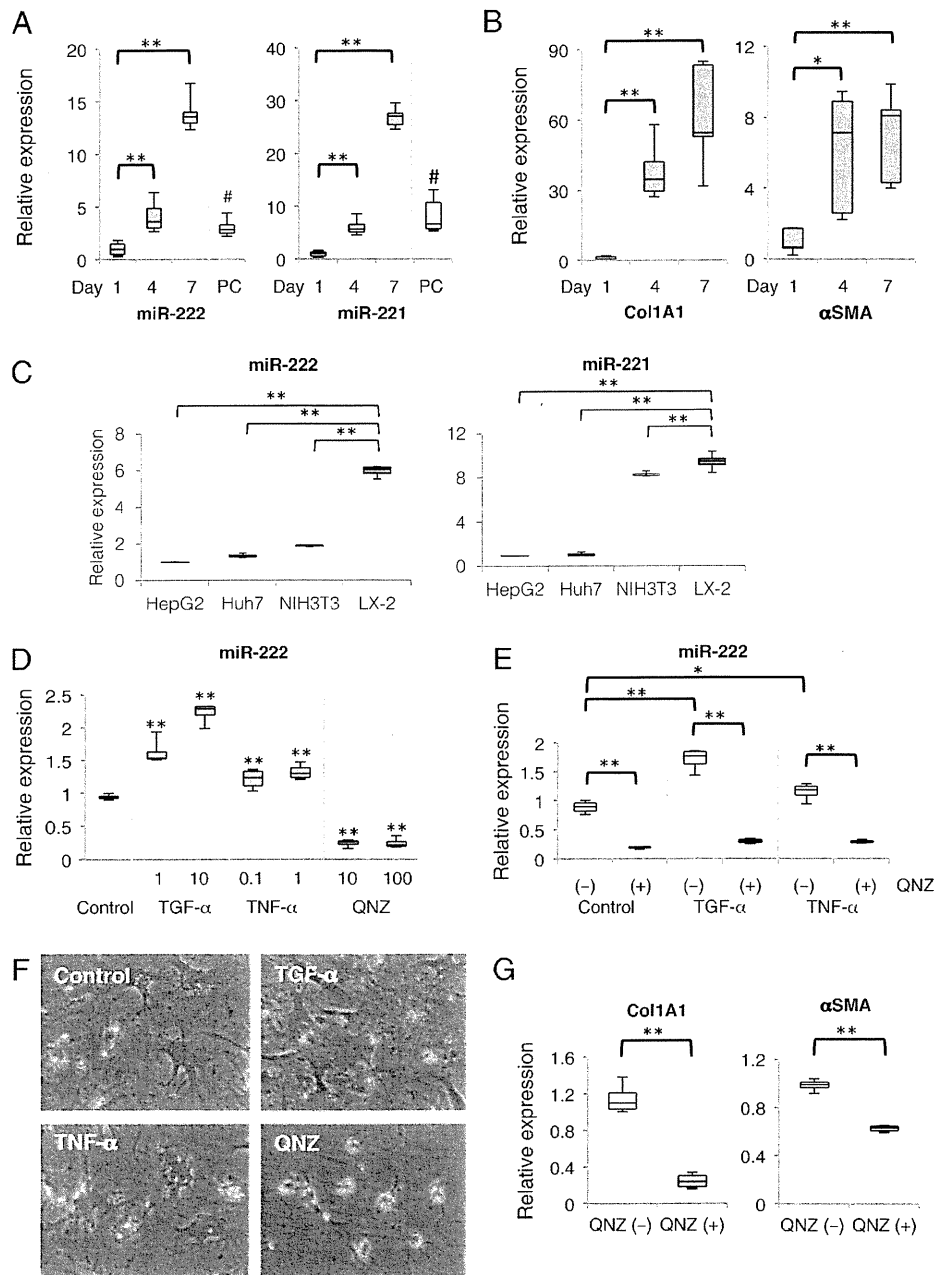 A
B
**
**
20
15
10
5
0
Relative expression
#
Day 1 4 7 PC
miR-222
**
**
40
30
20
10
0
#
1 4 7 PC
miR-221
**
**
90
60
30
0
Relative expression
Day 1 4 7
Col1A1
**
*
12
8
4
0
1 4 7
αSMA
C
miR-222
**
**
**
8
6
4
2
0
Relative expression
HepG2 Huh7 NIH3T3 LX-2
miR-221
**
**
**
12
8
4
0
HepG2 Huh7 NIH3T3 LX-2
D
miR-222
2.5
2
1.5
1
0.5
0
Relative expression
** ** ** ** ** **
1 10 0.1 1 10 100
Control TGF-α TNF-α QNZ
E
miR-222
*
**
**
**
**
2
1.5
1
0.5
0
Relative expression
(-) (+) (-) (+) (-) (+) QNZ
Control TGF-α TNF-α
F
Control
TGF-α
TNF-α
QNZ
G
Col1A1
**
1.6
1.2
0.8
0.4
0
Relative expression
QNZ (-) QNZ (+)
αSMA
**
1.2
0.8
0.4
0
QNZ (-) QNZ (+)